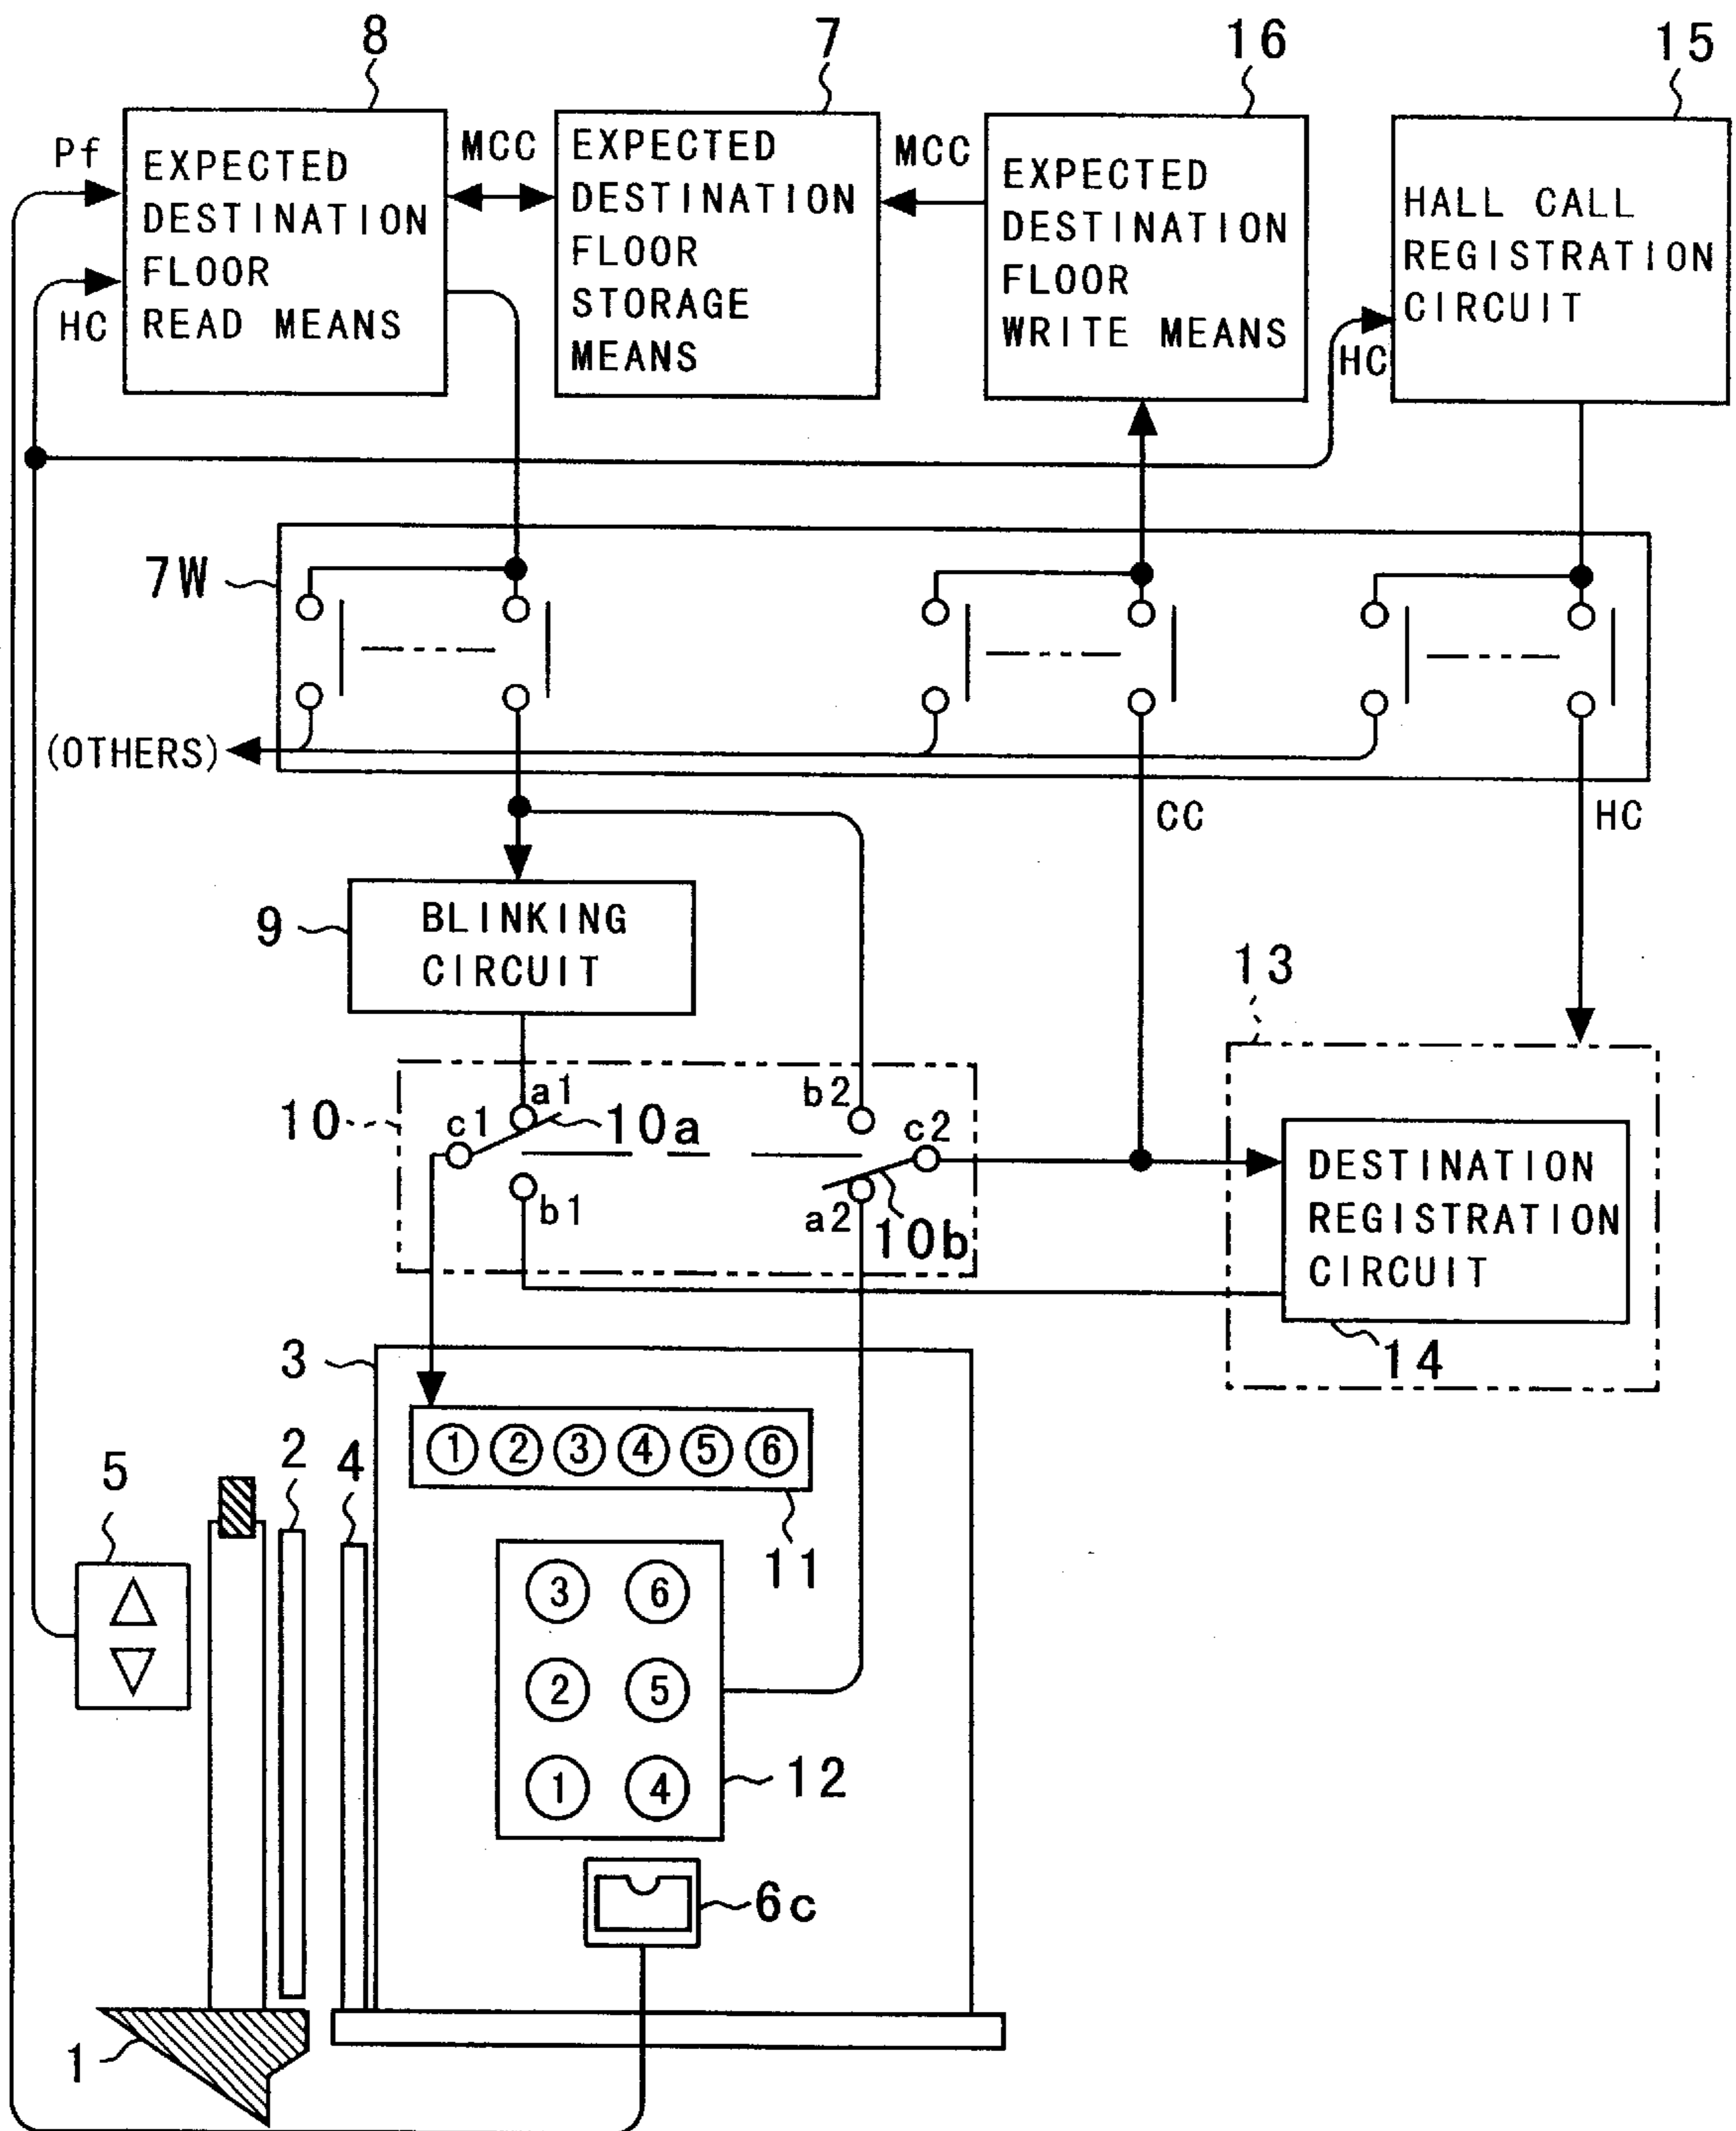 8
7
16
15
Pf
EXPECTED
DESTINATION
FLOOR
READ MEANS
MCC
EXPECTED
DESTINATION
FLOOR
STORAGE
MEANS
MCC
EXPECTED
DESTINATION
FLOOR
WRITE MEANS
HALL CALL
REGISTRATION
CIRCUIT
HC
HC
7W
(OTHERS)
CC
HC
9
BLINKING
CIRCUIT
13
10
a1
c1
10a
b1
b2
c2
a2
10b
DESTINATION
REGISTRATION
CIRCUIT
14
3
1 2 3 4 5 6
11
5
2
4
3 6
2 5
1 4
12
6c
1